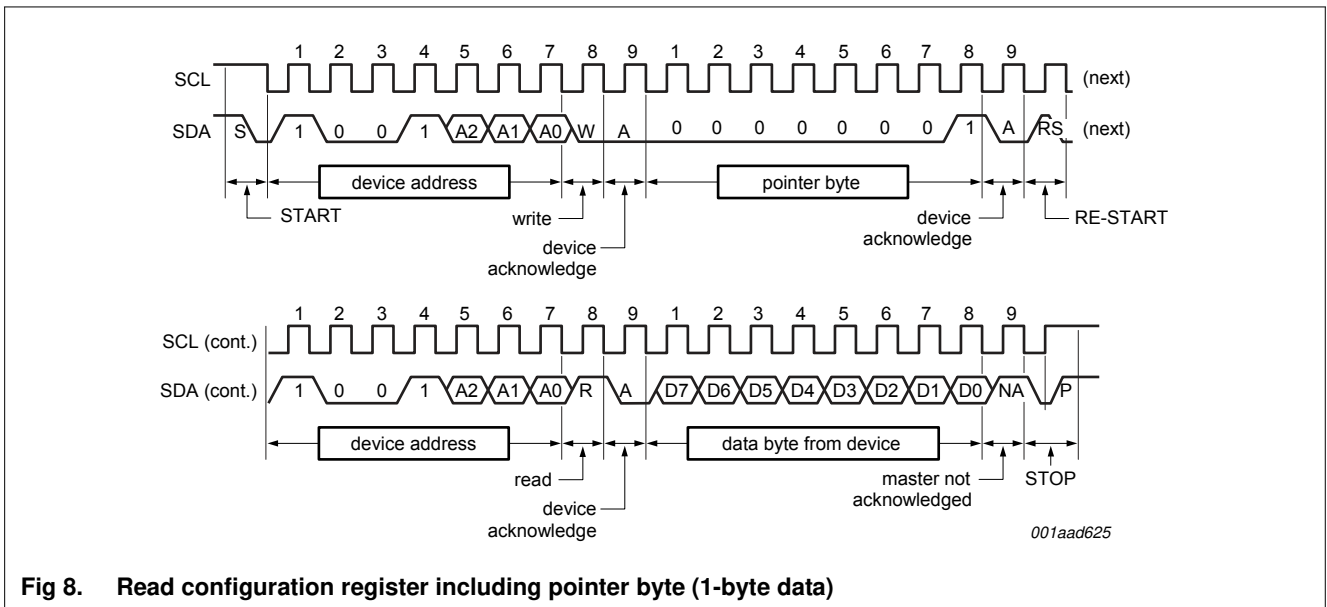 1 2 3 4 5 6 7 8 9 1 2 3 4 5 6 7 8 9
SCL (next)
SDA S 1 0 0 1 A2 A1 A0 W A 0 0 0 0 0 0 0 1 A RS (next)
device address pointer byte
START write device RE-START
device acknowledge
acknowledge
1 2 3 4 5 6 7 8 9 1 2 3 4 5 6 7 8 9
SCL (cont.)
SDA (cont.) 1 0 0 1 A2 A1 A0 R A D7 D6 D5 D4 D3 D2 D1 D0 NA P
device address data byte from device
read master not STOP
device acknowledged
acknowledge
001aad625
Fig 8. Read configuration register including pointer byte (1-byte data)